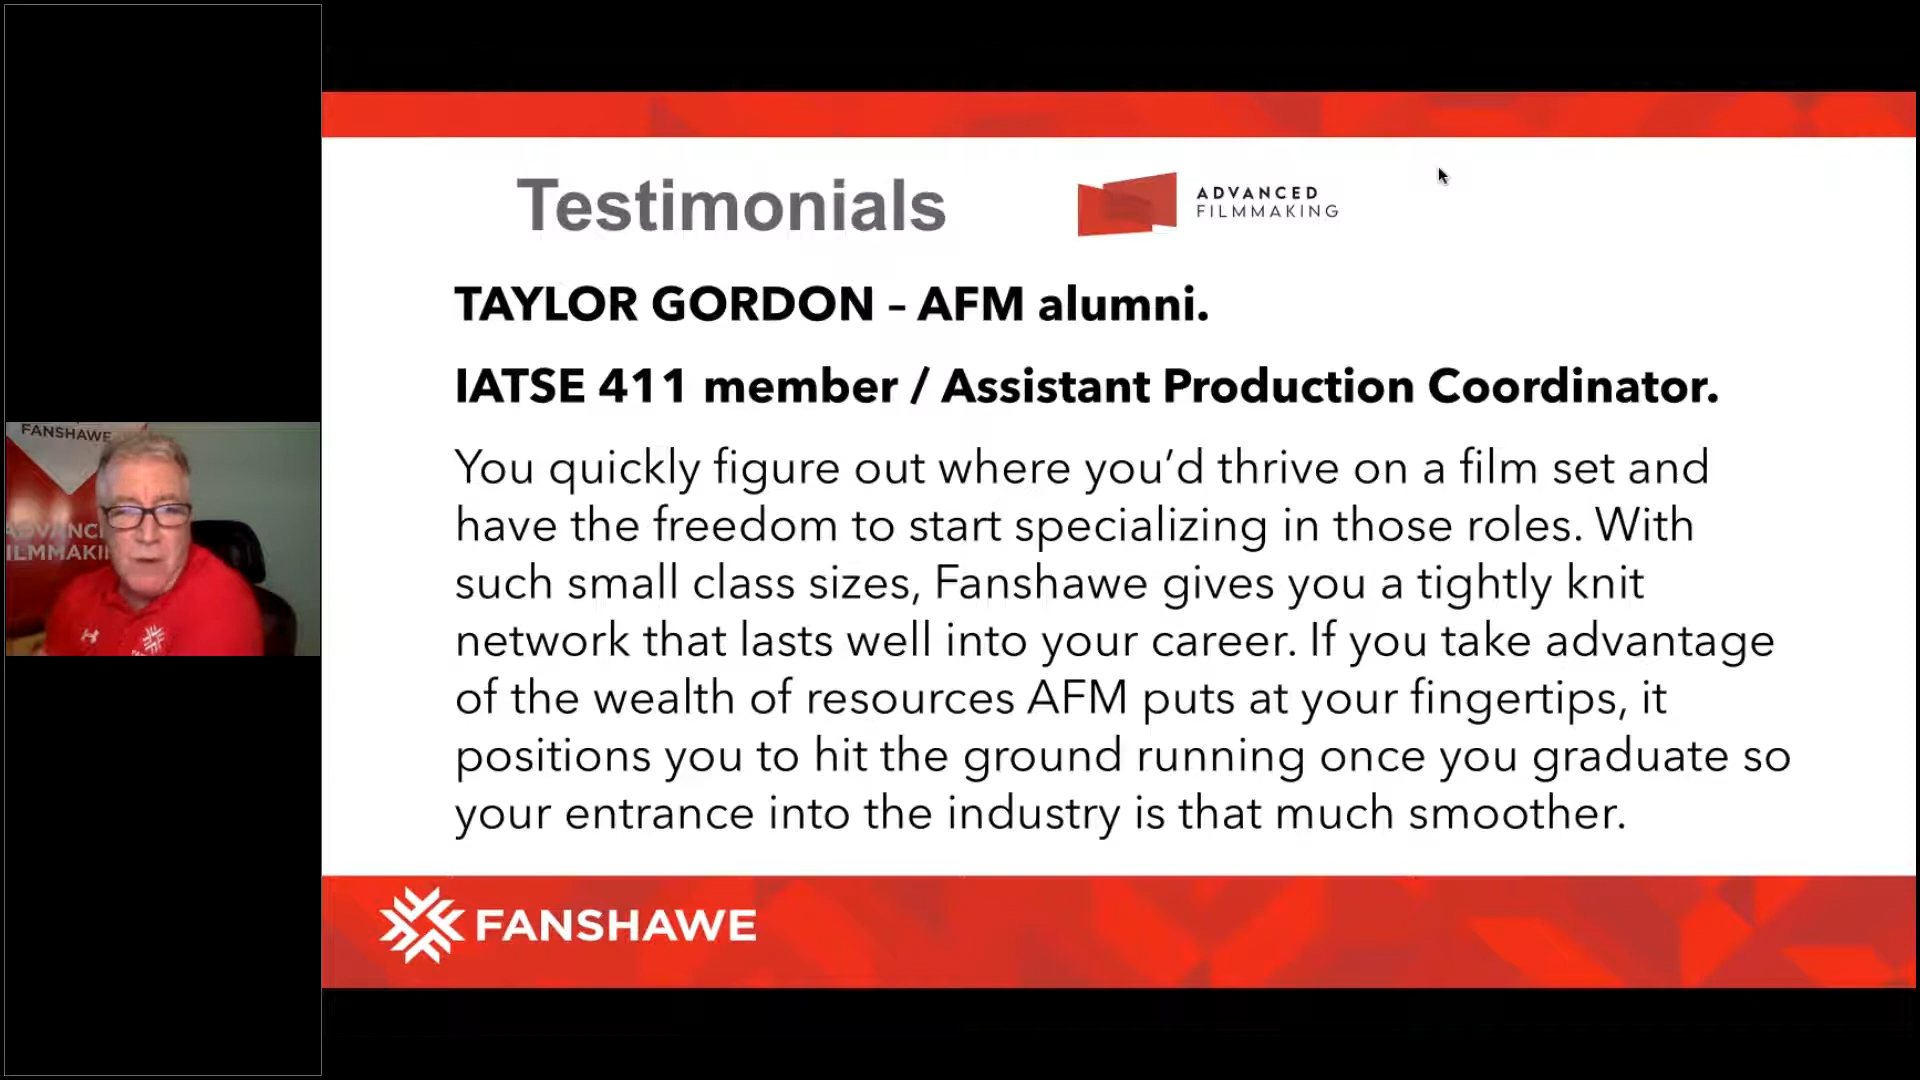 FANSHAWE
ADVANC
ILMMAKI
Testimonials
ADVANCED
FILMMAKING
TAYLOR GORDON – AFM alumni.
IATSE 411 member / Assistant Production Coordinator.
You quickly figure out where you’d thrive on a film set and
have the freedom to start specializing in those roles. With
such small class sizes, Fanshawe gives you a tightly knit
network that lasts well into your career. If you take advantage
of the wealth of resources AFM puts at your fingertips, it
positions you to hit the ground running once you graduate so
your entrance into the industry is that much smoother.
FANSHAWE